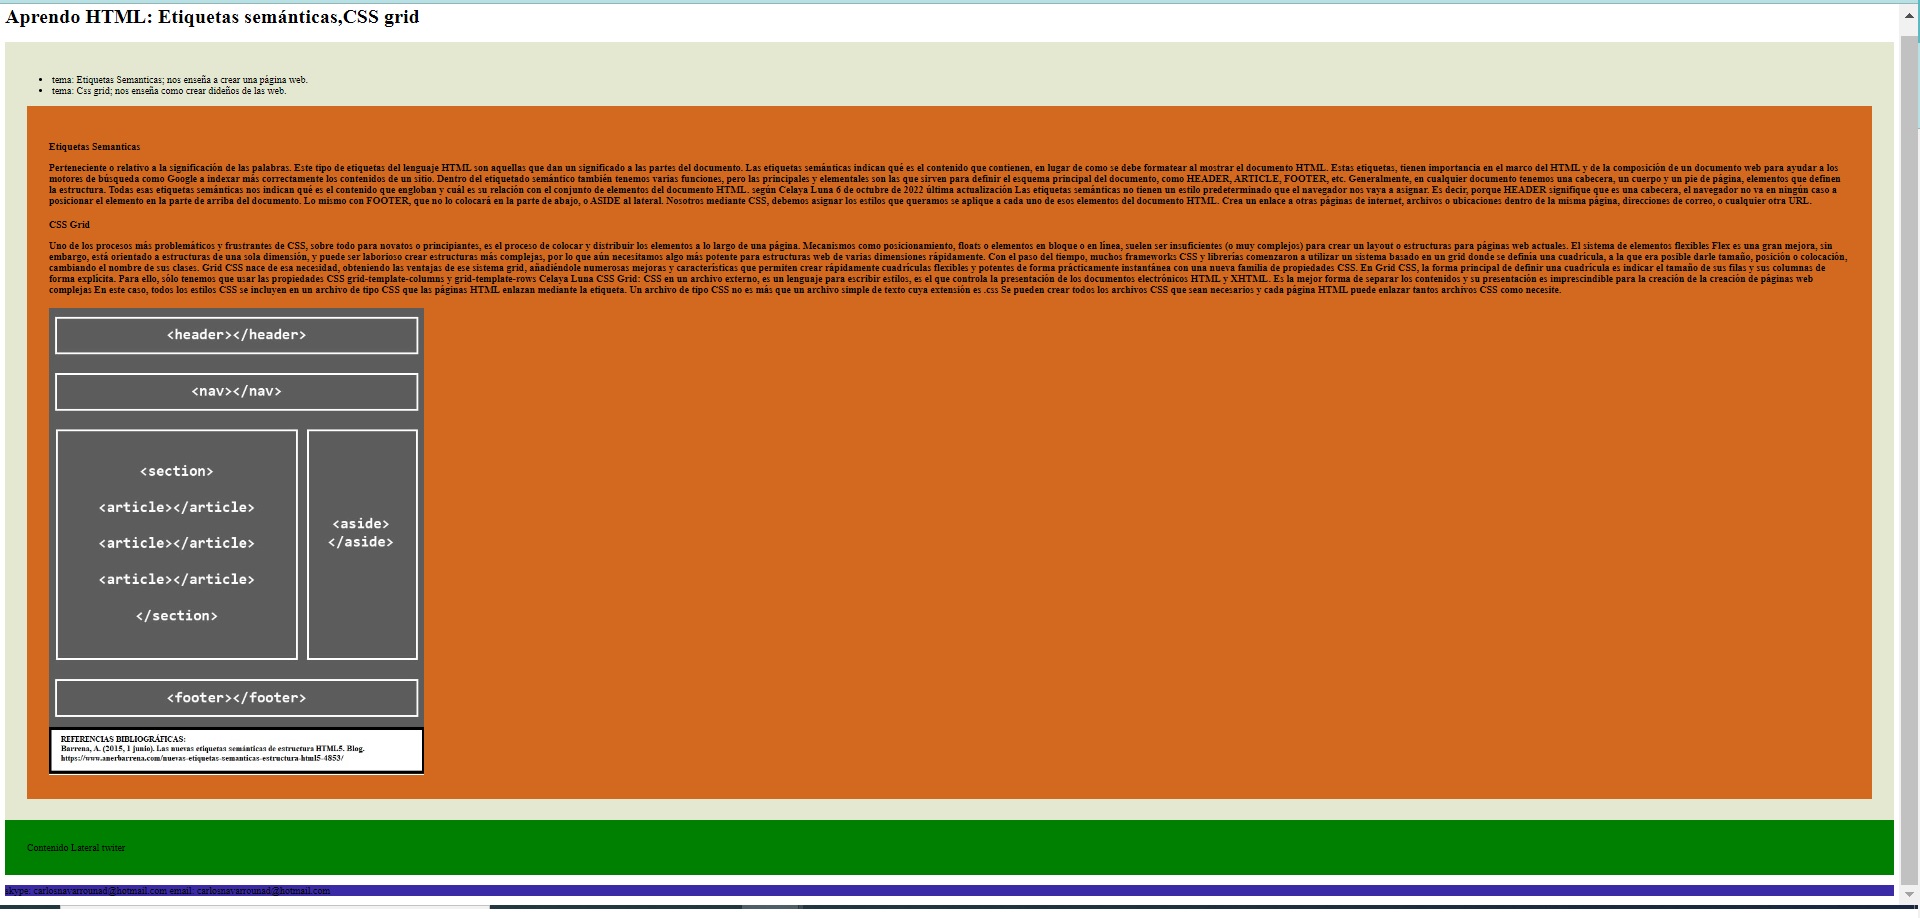 Aprendo HTML: Etiquetas semánticas,CSS grid
tema: Etiquetas Semanticas; nos enseña a crear una página web.
tema: Css grid; nos enseña como crear dideños de las web.
Etiquetas Semanticas
Perteneciente o relativo a la significación de las palabras. Este tipo de etiquetas del lenguaje HTML son aquellas que dan un significado a las partes del documento. Las etiquetas semánticas indican qué es el contenido que contienen, en lugar de como se debe formatear al mostrar el documento HTML. Estas etiquetas, tienen importancia en el marco del HTML y de la composición de un documento web para ayudar a los
motores de búsqueda como Google a indexar más correctamente los contenidos de un sitio. Dentro del etiquetado semántico también tenemos varias funciones, pero las principales y elementales son las que sirven para definir el esquema principal del documento, como HEADER, ARTICLE, FOOTER, etc. Generalmente, en cualquier documento tenemos una cabecera, un cuerpo y un pie de página, elementos que definen
la estructura. Todas esas etiquetas semánticas nos indican qué es el contenido que engloban y cuál es su relación con el conjunto de elementos del documento HTML. según Celaya Luna 6 de octubre de 2022 última actualización Las etiquetas semánticas no tienen un estilo predeterminado que el navegador nos vaya a asignar. Es decir, porque HEADER signifique que es una cabecera, el navegador no va en ningún caso a
posicionar el elemento en la parte de arriba del documento. Lo mismo con FOOTER, que no lo colocará en la parte de abajo, o ASIDE al lateral. Nosotros mediante CSS, debemos asignar los estilos que queramos se aplique a cada uno de esos elementos del documento HTML. Crea un enlace a otras páginas de internet, archivos o ubicaciones dentro de la misma página, direcciones de correo, o cualquier otra URL.
CSS Grid
Uno de los procesos más problemáticos y frustrantes de CSS, sobre todo para novatos o principiantes, es el proceso de colocar y distribuir los elementos a lo largo de una página. Mecanismos como posicionamiento, floats o elementos en bloque o en línea, suelen ser insuficientes (o muy complejos) para crear un layout o estructuras para páginas web actuales. El sistema de elementos flexibles Flex es una gran mejora, sin
embargo, está orientado a estructuras de una sola dimensión, y puede ser laborioso crear estructuras más complejas, por lo que aún necesitamos algo más potente para estructuras web de varias dimensiones rápidamente. Con el paso del tiempo, muchos frameworks CSS y librerías comenzaron a utilizar un sistema basado en un grid donde se definía una cuadrícula, a la que era posible darle tamaño, posición o colocación,
cambiando el nombre de sus clases. Grid CSS nace de esa necesidad, obteniendo las ventajas de ese sistema grid, añadiéndole numerosas mejoras y características que permiten crear rápidamente cuadrículas flexibles y potentes de forma prácticamente instantánea con una nueva familia de propiedades CSS. En Grid CSS, la forma principal de definir una cuadrícula es indicar el tamaño de sus filas y sus columnas de
forma explícita. Para ello, sólo tenemos que usar las propiedades CSS grid-template-columns y grid-template-rows Celaya Luna CSS Grid: CSS en un archivo externo, es un lenguaje para escribir estilos, es el que controla la presentación de los documentos electrónicos HTML y XHTML. Es la mejor forma de separar los contenidos y su presentación es imprescindible para la creación de la creación de páginas web
complejas En este caso, todos los estilos CSS se incluyen en un archivo de tipo CSS que las páginas HTML enlazan mediante la etiqueta. Un archivo de tipo CSS no es más que un archivo simple de texto cuya extensión es .css Se pueden crear todos los archivos CSS que sean necesarios y cada página HTML puede enlazar tantos archivos CSS como necesite.
<header></header>
<nav></nav>
<section>
<article></article>
<article></article>
<article></article>
</section>
<aside>
</aside>
<footer></footer>
REFERENCIAS BIBLIOGRÁFICAS:
Barrena, A. (2015, 1 junio). Las nuevas etiquetas semánticas de estructura HTML5. Blog.
https://www.anerbarrena.com/nuevas-etiquetas-semanticas-estructura-html5-4853/
Contenido Lateral twiter
skype: carlosnavarrounad@hotmail.com email: carlosnavarrounad@hotmail.com